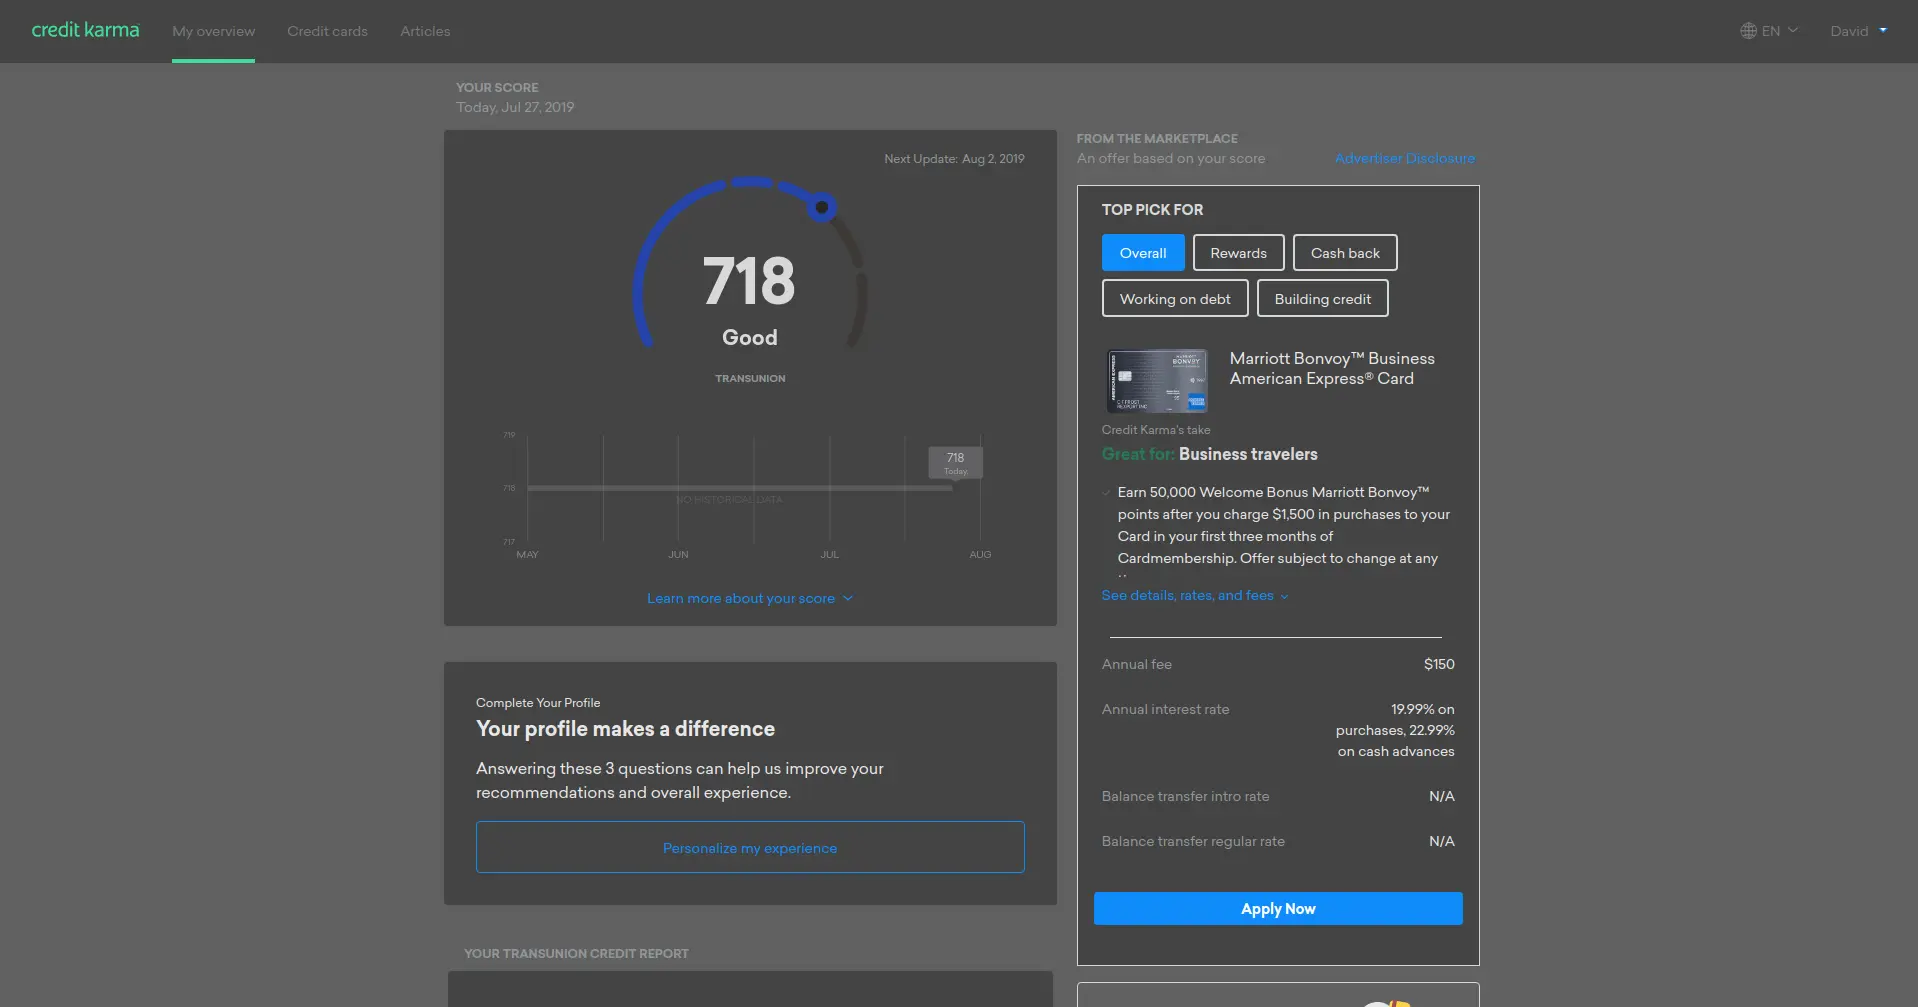 credit karma
My overview
Credit cards
Articles
EN
David
YOUR SCORE
Today, Jul 27, 2019
Next Update: Aug 2, 2019
718
Good
TRANSUNION
719
718
717
718
Today
NO HISTORICAL DATA
MAY
JUN
JUL
AUG
Learn more about your score
Complete Your Profile
Your profile makes a difference
Answering these 3 questions can help us improve your
recommendations and overall experience.
Personalize my experience
YOUR TRANSUNION CREDIT REPORT
FROM THE MARKETPLACE
An offer based on your score
Advertiser Disclosure
TOP PICK FOR
Overall
Rewards
Cash back
Working on debt
Building credit
AMERICAN EXPRESS
MARRIOTT
BONVOY
C F FROST
Marriott Bonvoy™ Business
American Express® Card
Credit Karma's take
Great for: Business travelers
Earn 50,000 Welcome Bonus Marriott Bonvoy™
points after you charge $1,500 in purchases to your
Card in your first three months of
Cardmembership. Offer subject to change at any
See details, rates, and fees
Annual fee
$150
Annual interest rate
19.99% on
purchases, 22.99%
on cash advances
Balance transfer intro rate
N/A
Balance transfer regular rate
N/A
Apply Now